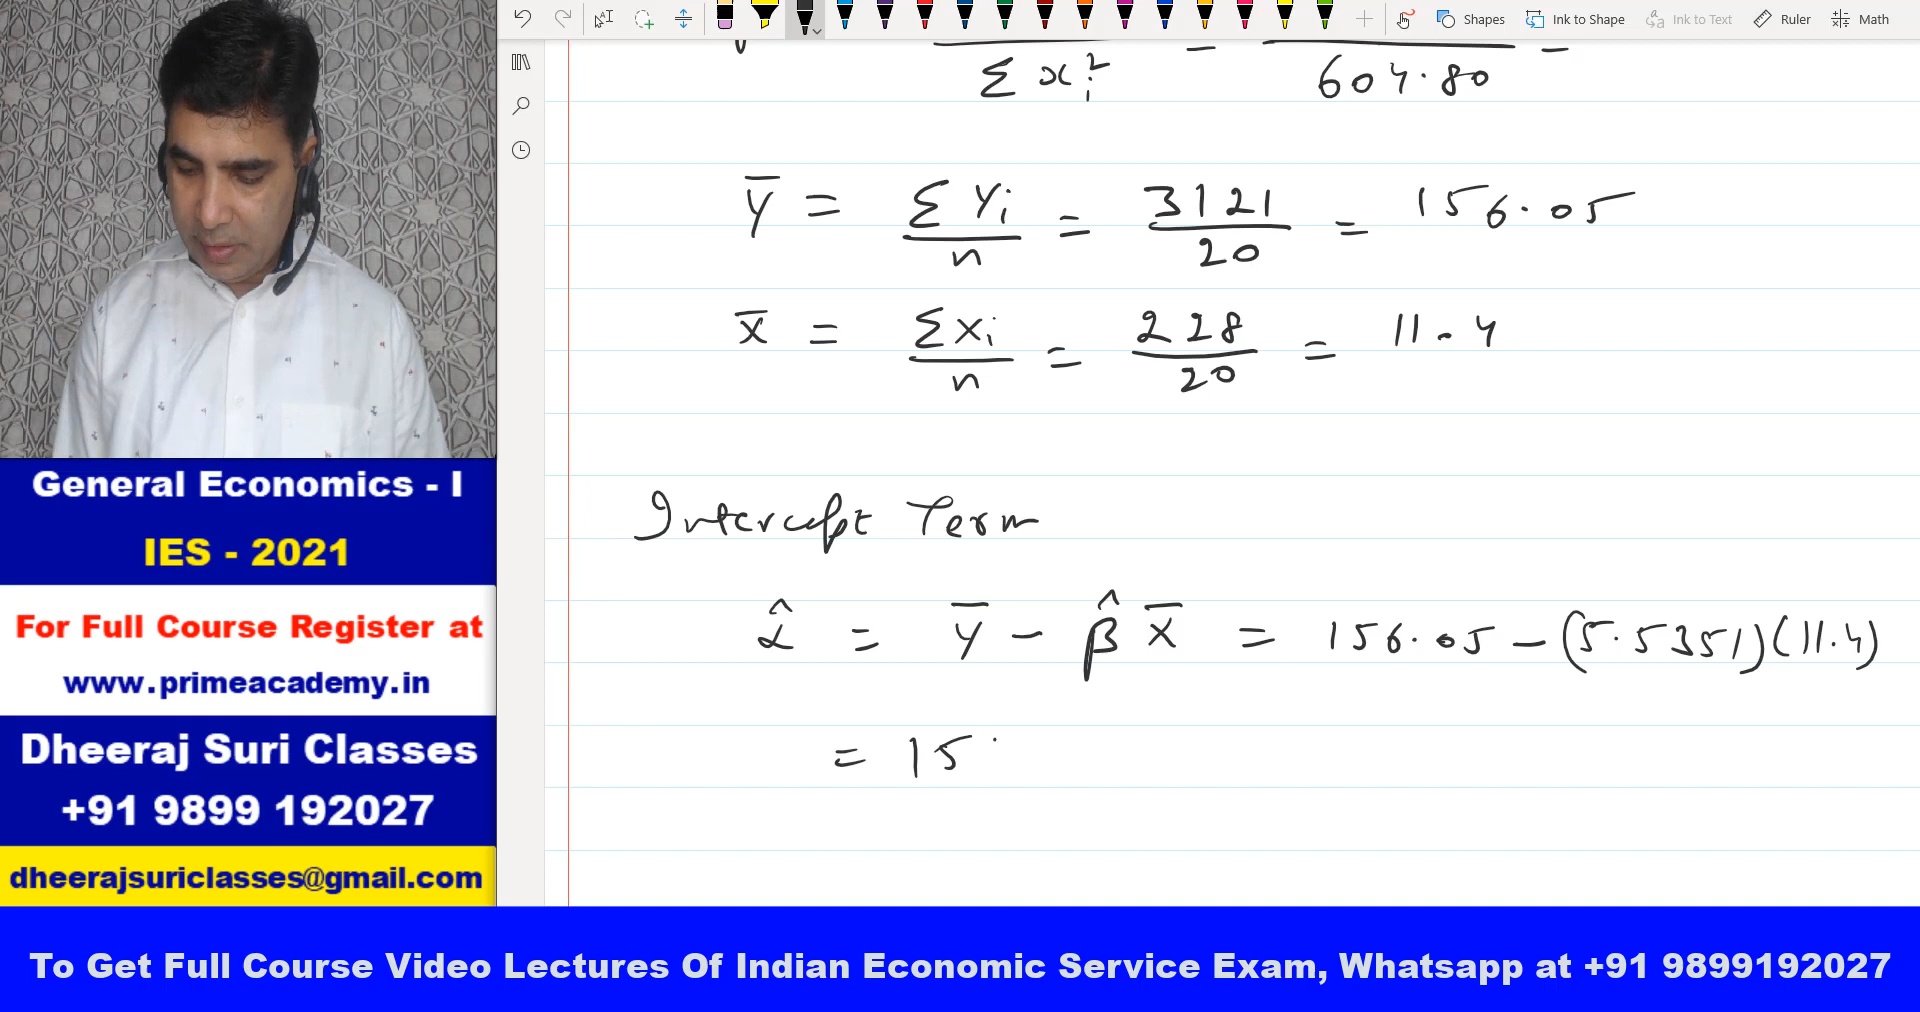 Shapes Ink to Shape Ink to Text Ruler Math
Σ xᵢ² = 604.80 =
Y̅ = ΣYᵢ/n = 3121/20 = 156.05
X̅ = ΣXᵢ/n = 228/20 = 11.4
Intercept Term
α̂ = Y̅ − β̂ X̅ = 156.05 − (5.5351)(11.4)
= 15.
General Economics - I
IES - 2021
For Full Course Register at
www.primeacademy.in
Dheeraj Suri Classes
+91 9899 192027
dheerajsuriclasses@gmail.com
To Get Full Course Video Lectures Of Indian Economic Service Exam, Whatsapp at +91 9899192027